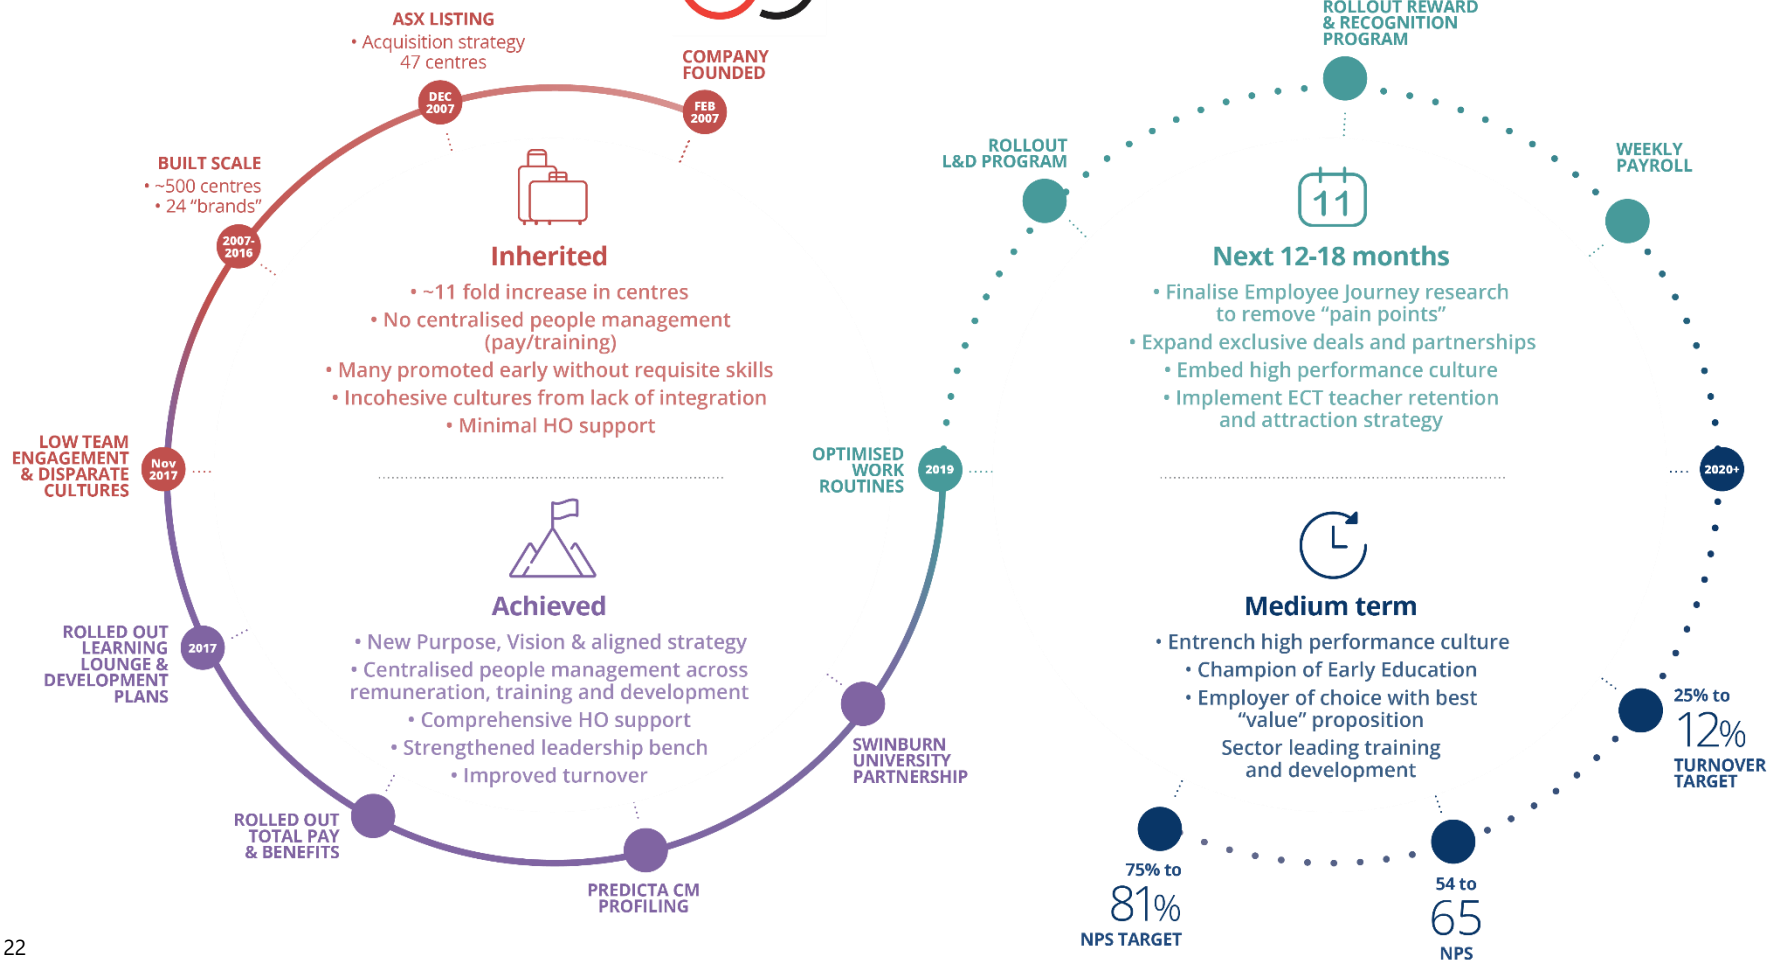 ASX LISTING
• Acquisition strategy
47 centres
DEC
2007
COMPANY
FOUNDED
FEB
2007
BUILT SCALE
• ~500 centres
• 24 “brands”
2007-
2016
Inherited
• ~11 fold increase in centres
• No centralised people management
(pay/training)
• Many promoted early without requisite skills
• Incohesive cultures from lack of integration
• Minimal HO support
LOW TEAM
ENGAGEMENT
& DISPARATE
CULTURES
Nov
2017
ROLLED OUT
LEARNING
LOUNGE &
DEVELOPMENT
PLANS
2017
Achieved
• New Purpose, Vision & aligned strategy
• Centralised people management across
remuneration, training and development
• Comprehensive HO support
• Strengthened leadership bench
• Improved turnover
ROLLED OUT
TOTAL PAY
& BENEFITS
PREDICTA CM
PROFILING
SWINBURN
UNIVERSITY
PARTNERSHIP
OPTIMISED
WORK
ROUTINES
2019
ROLLOUT
L&D PROGRAM
ROLLOUT REWARD
& RECOGNITION
PROGRAM
WEEKLY
PAYROLL
11
Next 12-18 months
• Finalise Employee Journey research
to remove “pain points”
• Expand exclusive deals and partnerships
• Embed high performance culture
• Implement ECT teacher retention
and attraction strategy
2020+
Medium term
• Entrench high performance culture
• Champion of Early Education
• Employer of choice with best
“value” proposition
Sector leading training
and development
25% to
12%
TURNOVER
TARGET
54 to
65
NPS
75% to
81%
NPS TARGET
22